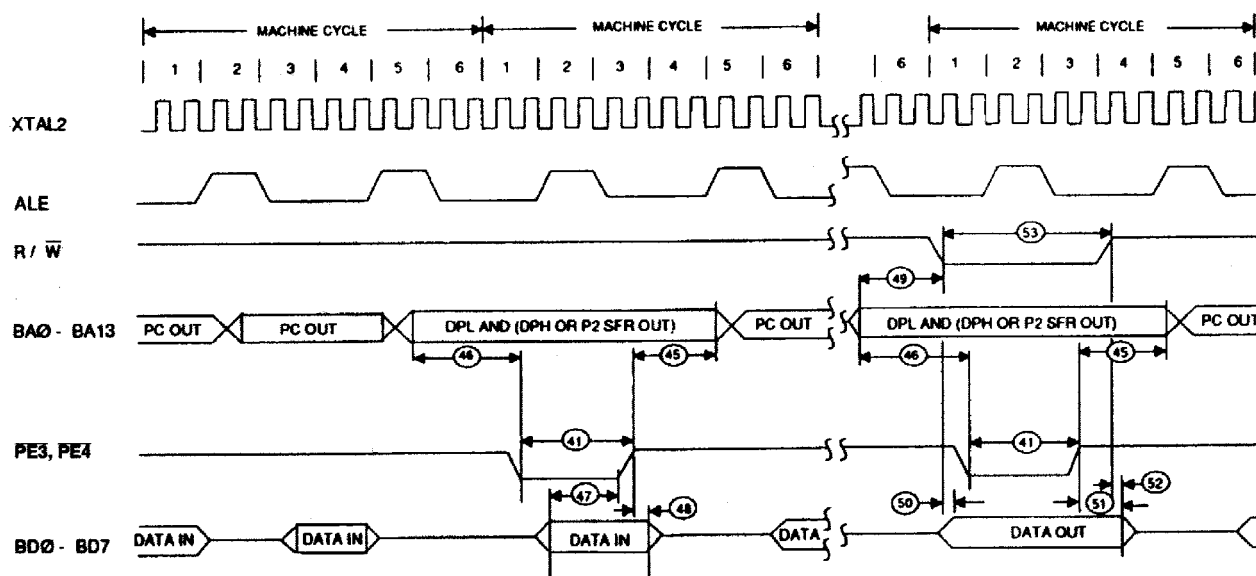 MACHINE CYCLE MACHINE CYCLE MACHINE CYCLE
1 2 3 4 5 6 1 2 3 4 5 6 6 1 2 3 4 5 6
XTAL2
ALE
R / W
53
49
BAØ - BA13 PC OUT PC OUT DPL AND (DPH OR P2 SFR OUT) PC OUT DPL AND (DPH OR P2 SFR OUT) PC OUT
46 45 46 45
PE3, PE4 41 41
47 48 50 51 52
BDØ - BD7 DATA IN DATA IN DATA IN DATA DATA OUT